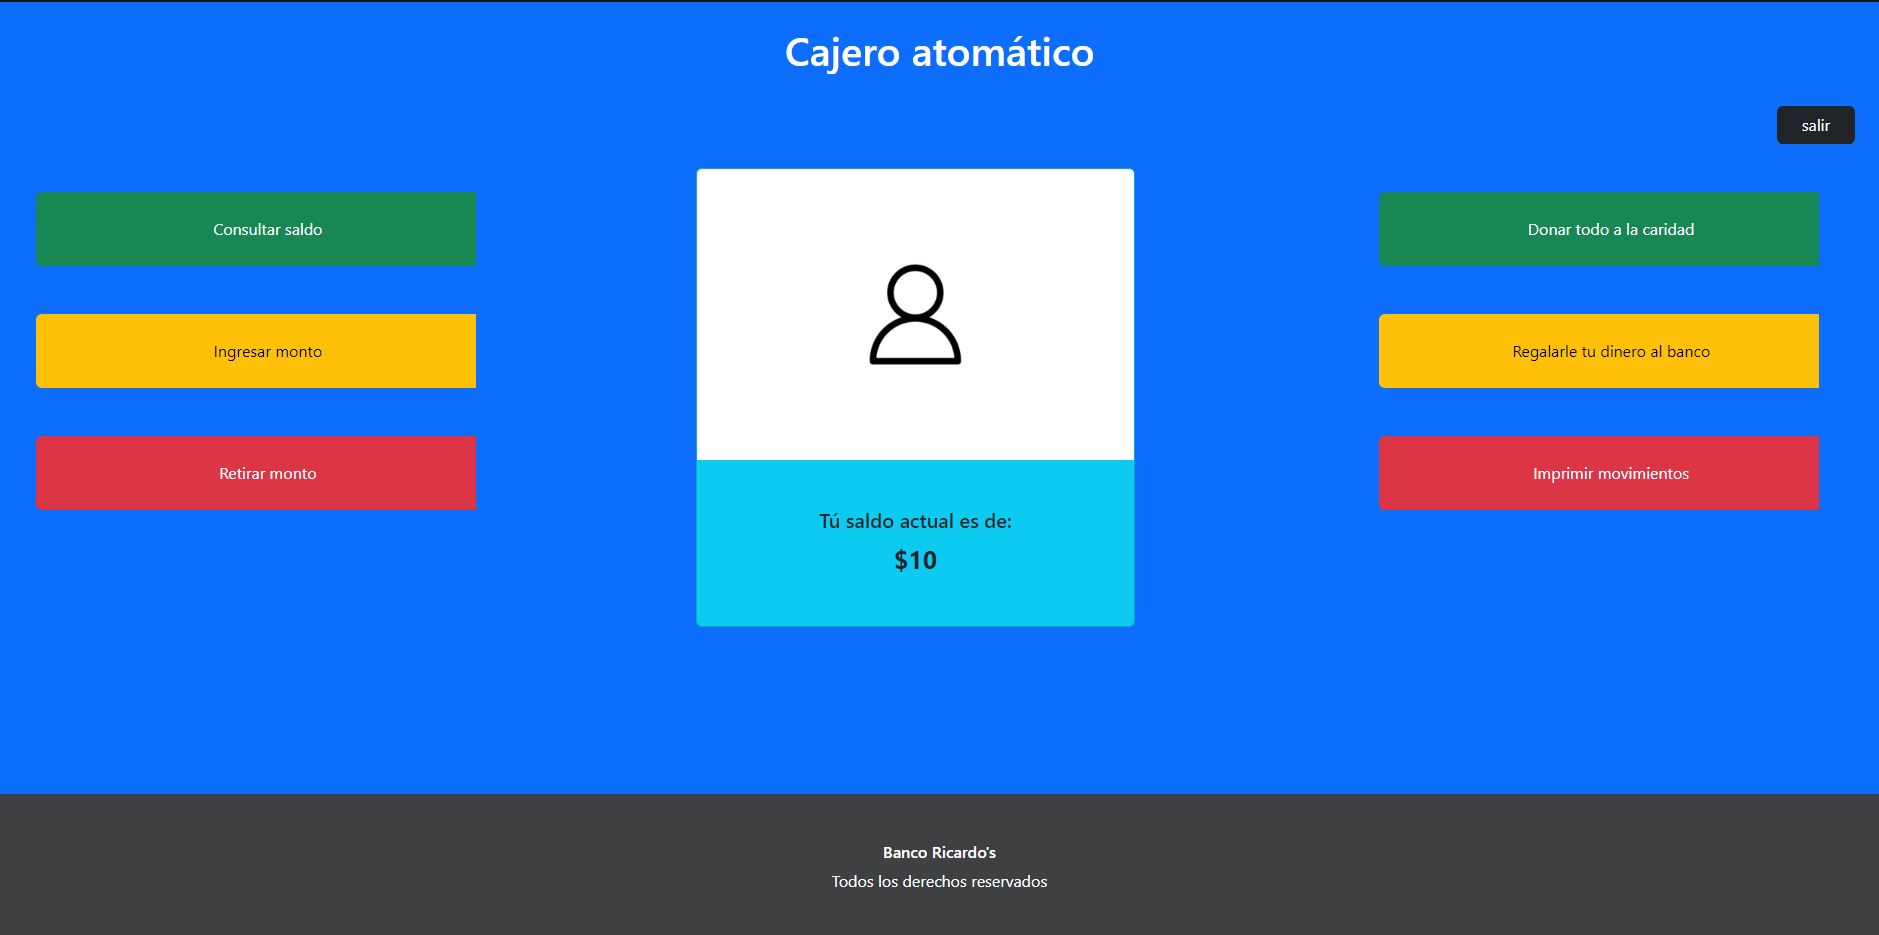 Cajero atomático
salir
Consultar saldo
Ingresar monto
Retirar monto
Tú saldo actual es de:
$10
Donar todo a la caridad
Regalarle tu dinero al banco
Imprimir movimientos
Banco Ricardo's
Todos los derechos reservados